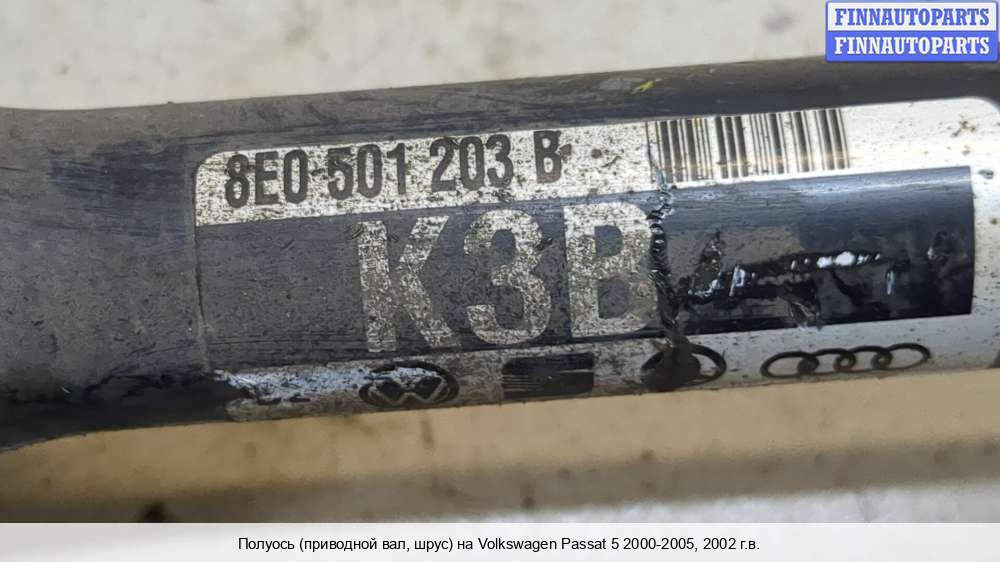 FINNAUTOPARTS
FINNAUTOPARTS
8E0 501 203 B
K3B
Полуось (приводной вал, шрус) на Volkswagen Passat 5 2000-2005, 2002 г.в.